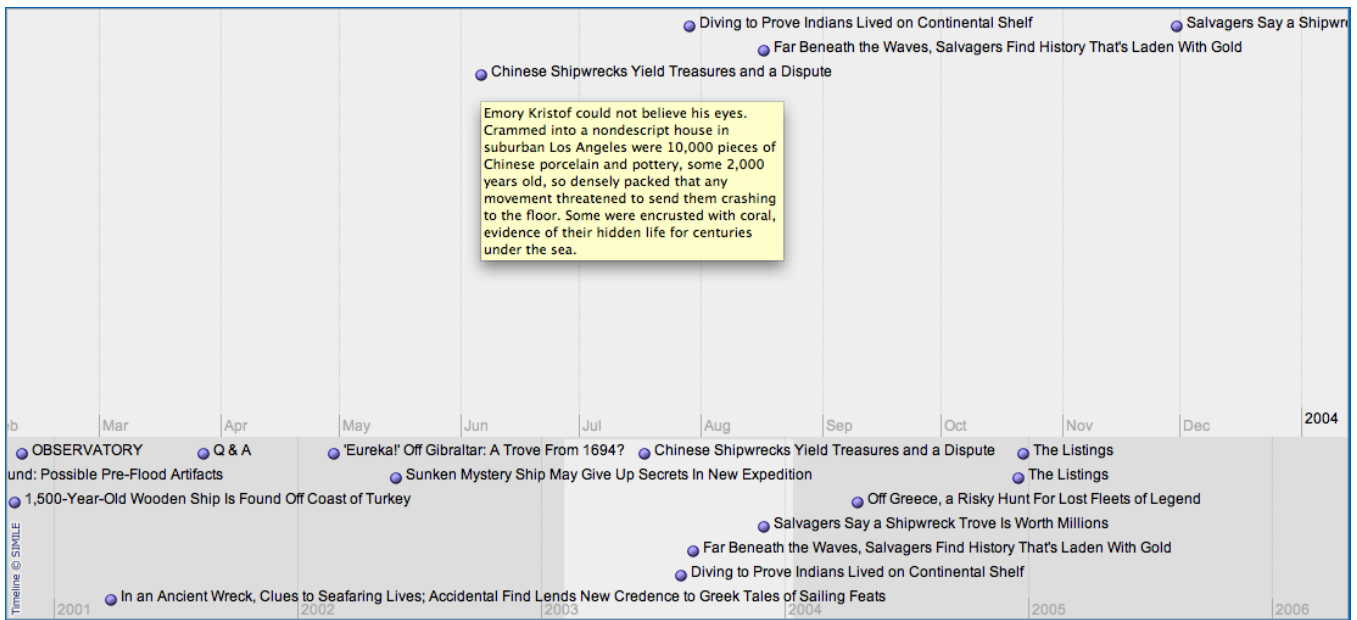 Diving to Prove Indians Lived on Continental Shelf
Salvagers Say a Shipwre
Far Beneath the Waves, Salvagers Find History That's Laden With Gold
Chinese Shipwrecks Yield Treasures and a Dispute
Emory Kristof could not believe his eyes.
Crammed into a nondescript house in
suburban Los Angeles were 10,000 pieces of
Chinese porcelain and pottery, some 2,000
years old, so densely packed that any
movement threatened to send them crashing
to the floor. Some were encrusted with coral,
evidence of their hidden life for centuries
under the sea.
eb Mar Apr May Jun Jul Aug Sep Oct Nov Dec 2004
OBSERVATORY
Q & A
'Eureka!' Off Gibraltar: A Trove From 1694?
Chinese Shipwrecks Yield Treasures and a Dispute
The Listings
und: Possible Pre-Flood Artifacts
Sunken Mystery Ship May Give Up Secrets In New Expedition
The Listings
1,500-Year-Old Wooden Ship Is Found Off Coast of Turkey
Off Greece, a Risky Hunt For Lost Fleets of Legend
Salvagers Say a Shipwreck Trove Is Worth Millions
Far Beneath the Waves, Salvagers Find History That's Laden With Gold
Diving to Prove Indians Lived on Continental Shelf
In an Ancient Wreck, Clues to Seafaring Lives; Accidental Find Lends New Credence to Greek Tales of Sailing Feats
2001 2002 2003 2004 2005 2006
Timeline © SIMILE